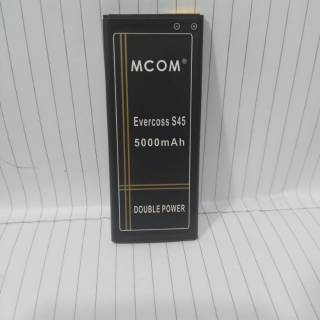 MCOM®
Evercoss S45
5000mAh
DOUBLE POWER